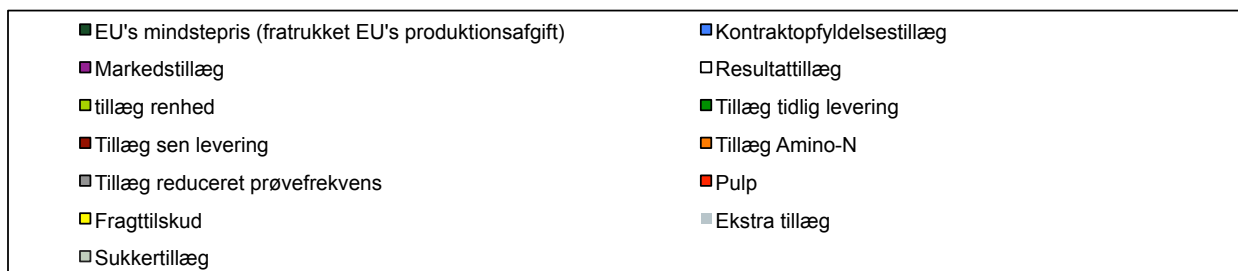 EU's mindstepris (fratrukket EU's produktionsafgift)
Kontraktopfyldelsestillæg
Markedstillæg
Resultattillæg
tillæg renhed
Tillæg tidlig levering
Tillæg sen levering
Tillæg Amino-N
Tillæg reduceret prøvefrekvens
Pulp
Fragttilskud
Ekstra tillæg
Sukkertillæg